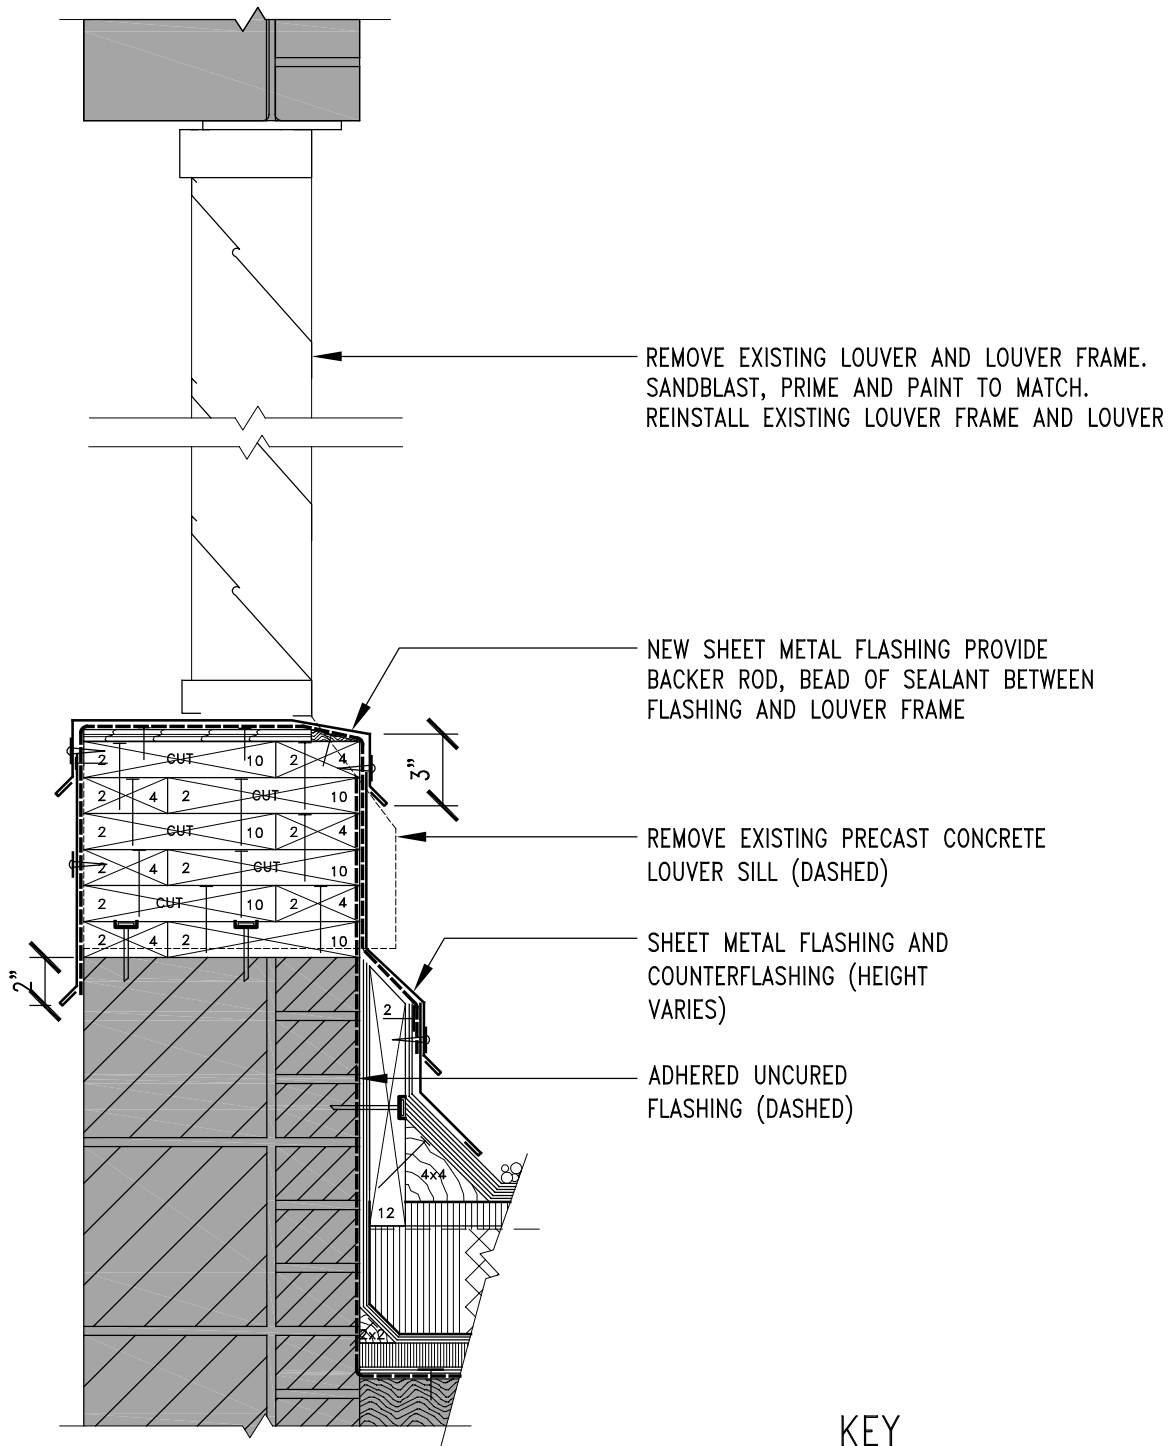 REMOVE EXISTING LOUVER AND LOUVER FRAME.
SANDBLAST, PRIME AND PAINT TO MATCH.
REINSTALL EXISTING LOUVER FRAME AND LOUVER
NEW SHEET METAL FLASHING PROVIDE
BACKER ROD, BEAD OF SEALANT BETWEEN
FLASHING AND LOUVER FRAME
3"
2 CUT 10 2 4
2 4 2 CUT 10
2 CUT 10 2 4
2 4 2 CUT 10
2 CUT 10 2 4
2 4 2 10
REMOVE EXISTING PRECAST CONCRETE
LOUVER SILL (DASHED)
SHEET METAL FLASHING AND
COUNTERFLASHING (HEIGHT
VARIES)
2"
2
ADHERED UNCURED
FLASHING (DASHED)
4x4
12
2x2
KEY